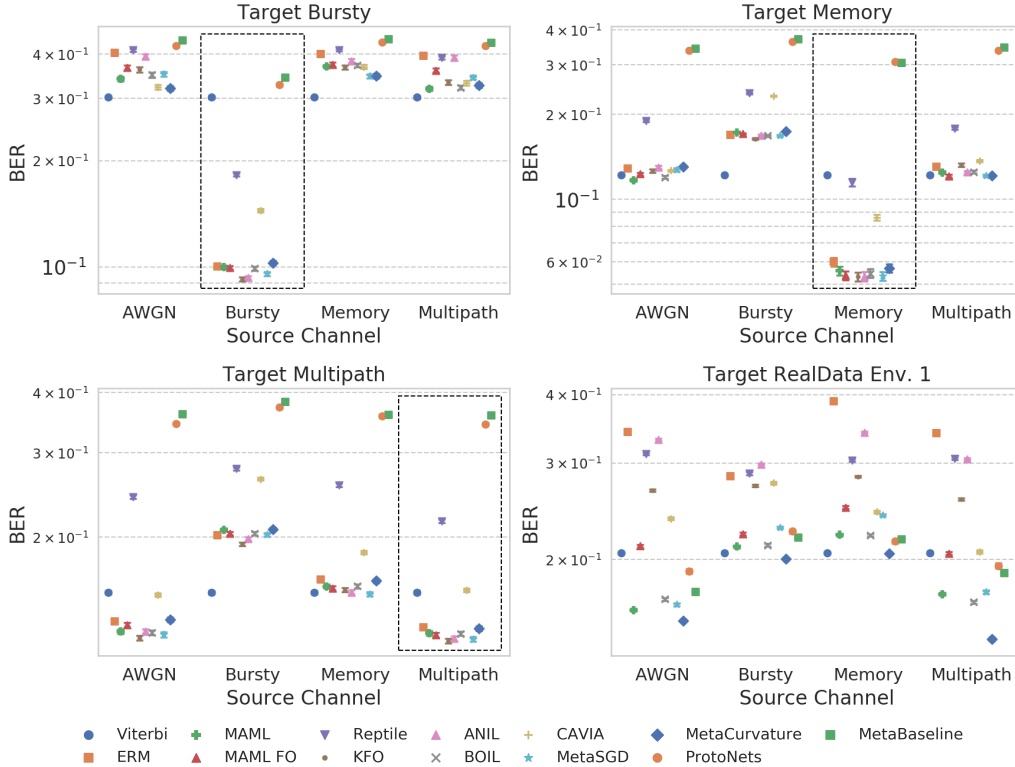 Target Bursty
4 × 10⁻¹
3 × 10⁻¹
2 × 10⁻¹
10⁻¹
BER
AWGN Bursty Memory Multipath
Source Channel
Target Memory
4 × 10⁻¹
3 × 10⁻¹
2 × 10⁻¹
10⁻¹
6 × 10⁻²
BER
AWGN Bursty Memory Multipath
Source Channel
Target Multipath
4 × 10⁻¹
3 × 10⁻¹
2 × 10⁻¹
BER
AWGN Bursty Memory Multipath
Source Channel
Target RealData Env. 1
4 × 10⁻¹
3 × 10⁻¹
2 × 10⁻¹
BER
AWGN Bursty Memory Multipath
Source Channel
Viterbi MAML Reptile ANIL CAVIA MetaCurvature MetaBaseline
ERM MAML FO KFO BOIL MetaSGD ProtoNets